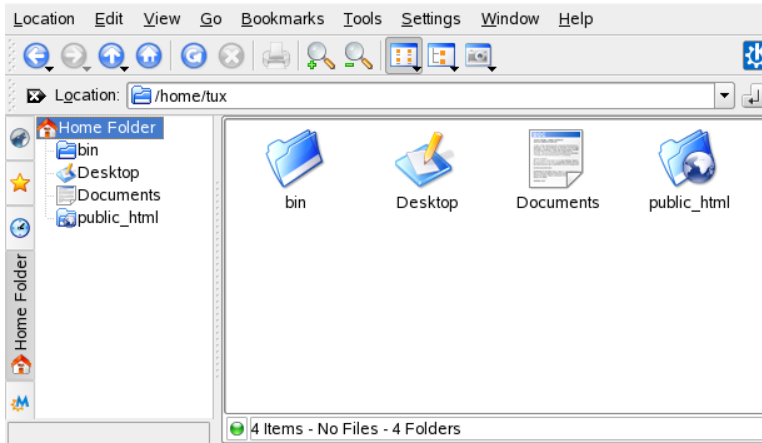 Location Edit View Go Bookmarks Tools Settings Window Help
Location: /home/tux
Home Folder
bin
Desktop
Documents
public_html
Home Folder
bin Desktop Documents public_html
4 Items - No Files - 4 Folders